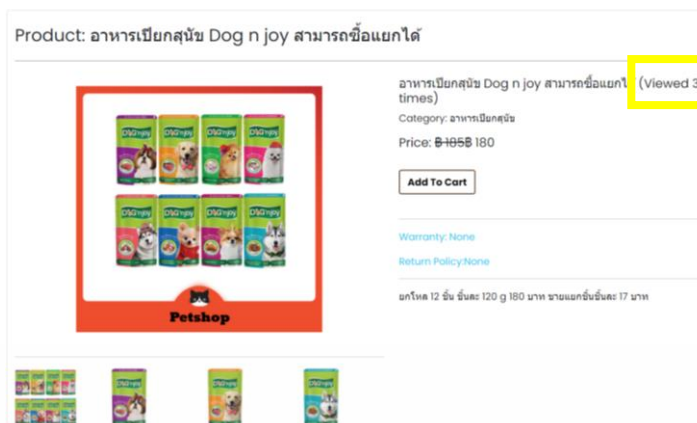 Product: อาหารเปียกสุนัข Dog n joy สามารถซื้อแยกได้
อาหารเปียกสุนัข Dog n joy สามารถซื้อแยกไ (Viewed 3
times)
Category: อาหารเปียกสุนัข
Price: ฿185฿180
Add To Cart
Warranty: None
Return Policy:None
ยกโหล 12 ชิ้น ชิ้นละ 120 g 180 บาท ขายแยกชิ้นชิ้นละ 17 บาท
Petshop